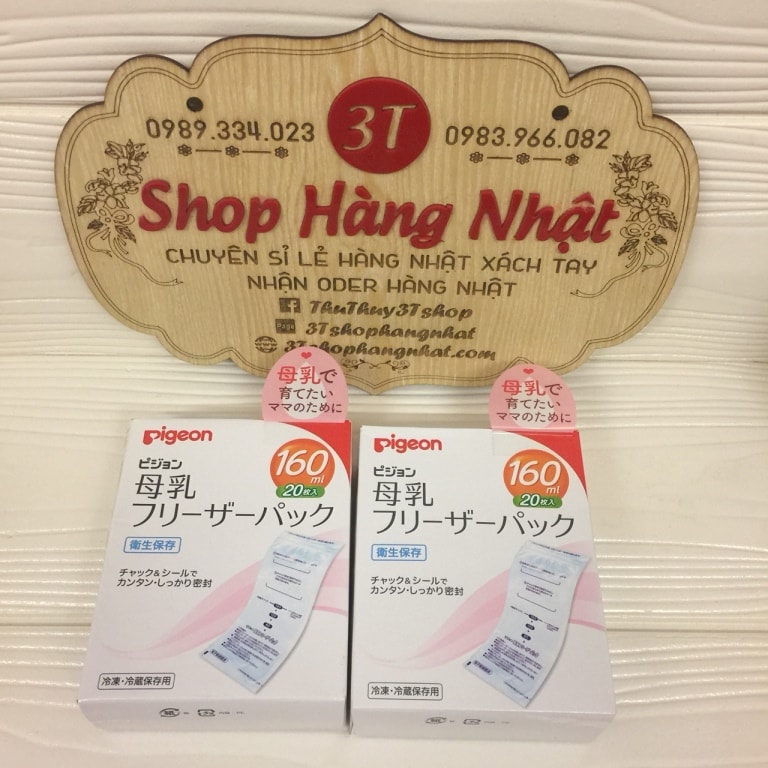 0989.334.023
3T
0983.966.082
Shop Hàng Nhật
CHUYÊN SỈ LẺ HÀNG NHẬT XÁCH TAY
NHẬN ODER HÀNG NHẬT
f ThuThuy3Tshop
Page 3Tshophangnhat
3Tshophangnhat.com
母乳で
育てたい
ママのために
Pigeon
ピジョン
160
ml
20枚入
母乳
フリーザーパック
衛生保存
チャック&シールで
カンタン・しっかり密封
冷凍・冷蔵保存用
母乳で
育てたい
ママのために
Pigeon
ピジョン
160
ml
20枚入
母乳
フリーザーパック
衛生保存
チャック&シールで
カンタン・しっかり密封
冷凍・冷蔵保存用